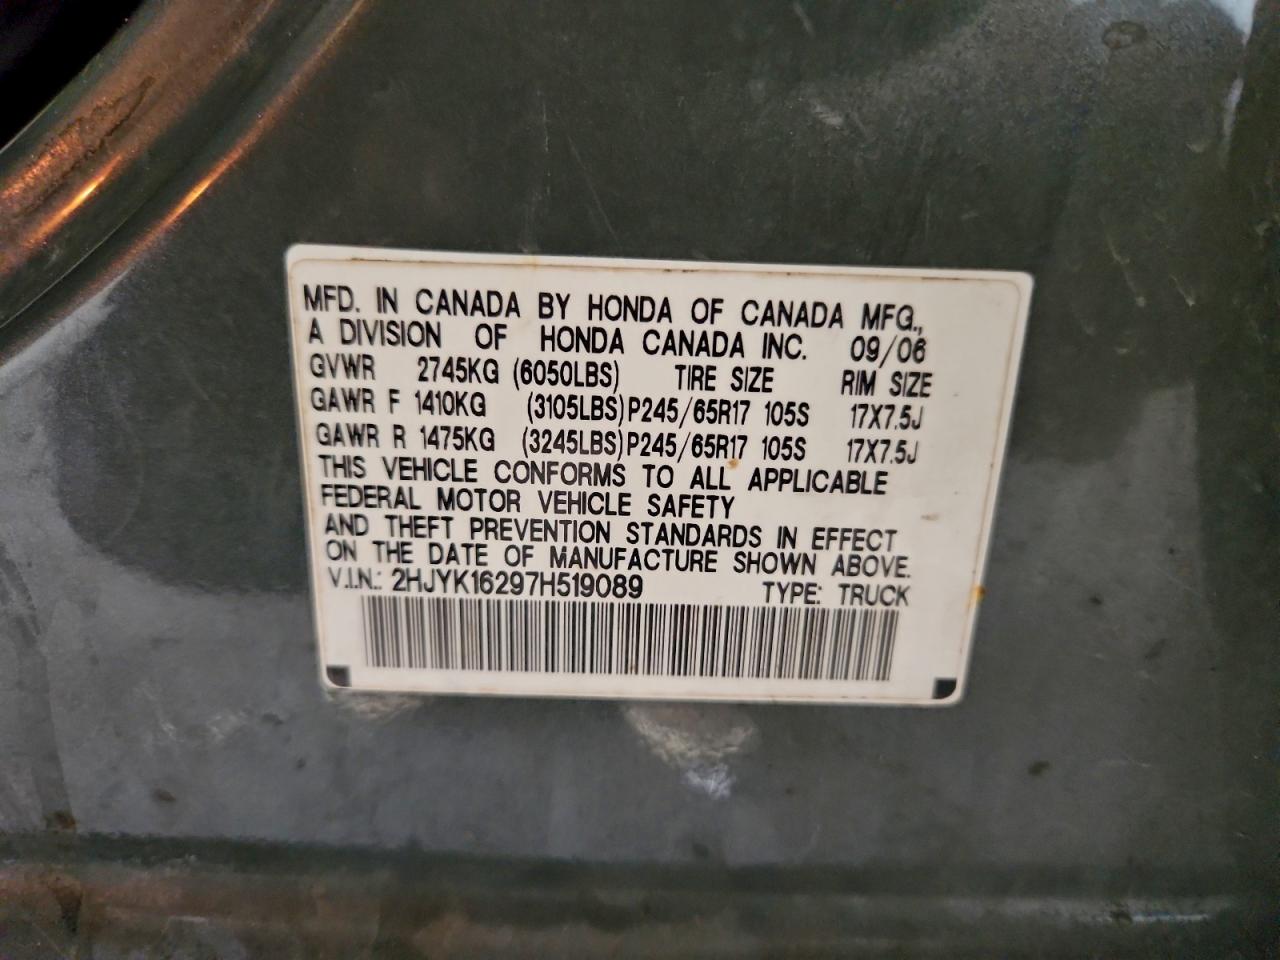 MFD. IN CANADA BY HONDA OF CANADA MFG.,
A DIVISION OF HONDA CANADA INC. 09/06
GVWR 2745KG (6050LBS) TIRE SIZE RIM SIZE
GAWR F 1410KG (3105LBS) P245/65R17 105S 17X7.5J
GAWR R 1475KG (3245LBS) P245/65R17 105S 17X7.5J
THIS VEHICLE CONFORMS TO ALL APPLICABLE
FEDERAL MOTOR VEHICLE SAFETY
AND THEFT PREVENTION STANDARDS IN EFFECT
ON THE DATE OF MANUFACTURE SHOWN ABOVE.
V.I.N.: 2HJYK16297H519089 TYPE: TRUCK